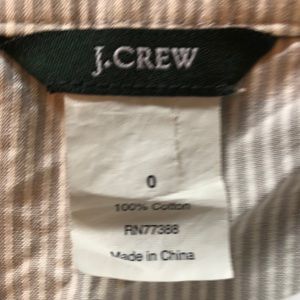 J.CREW
0
100% Cotton
RN77388
Made in China